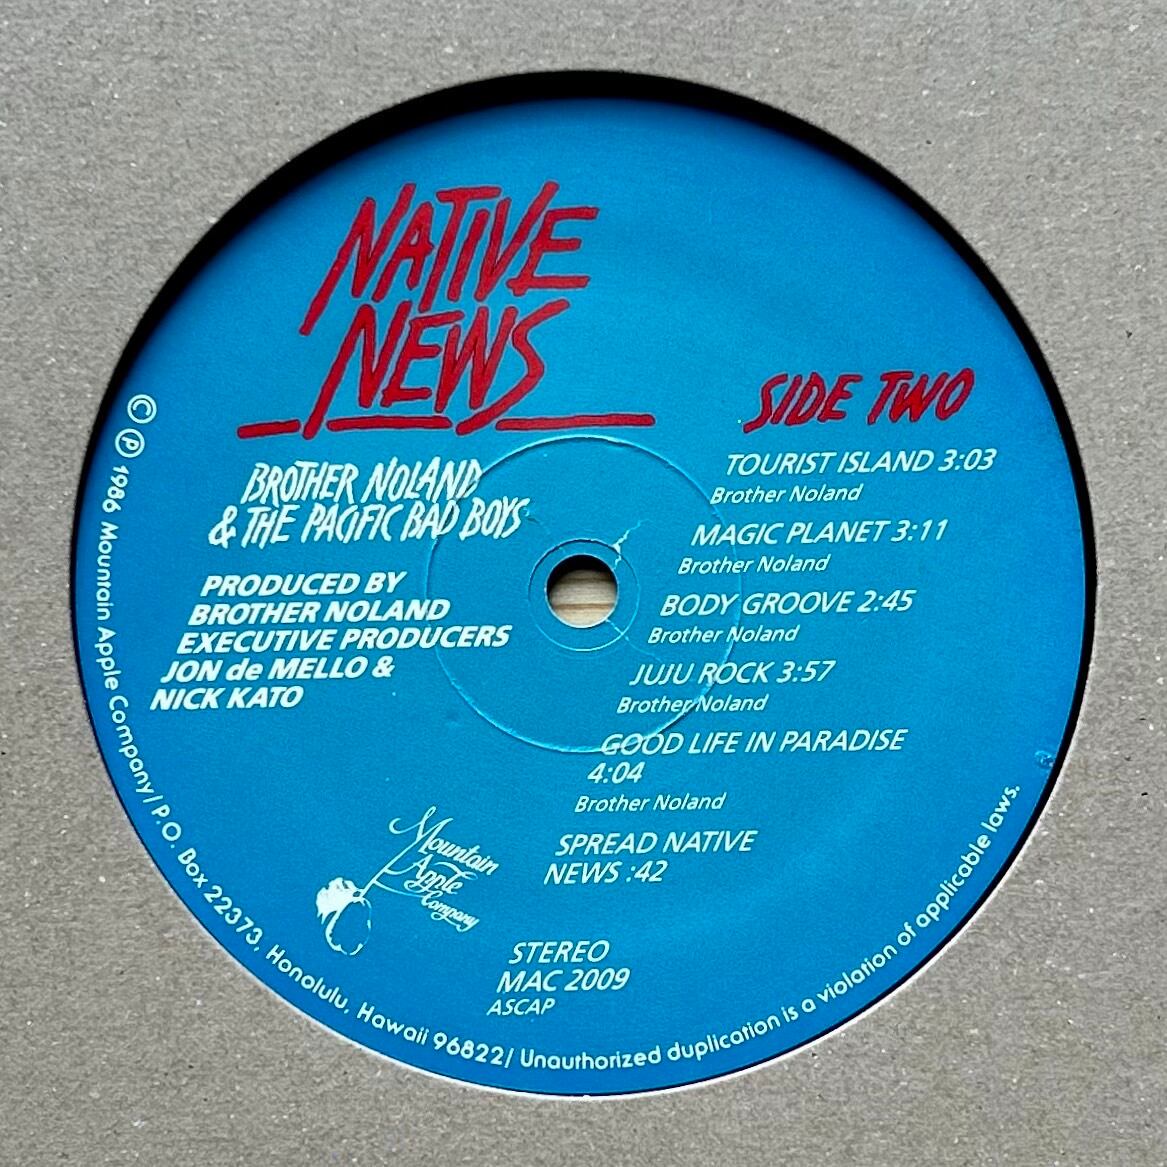 NATIVE
NEWS
SIDE TWO
BROTHER NOLAND
& THE PACIFIC BAD BOYS
PRODUCED BY
BROTHER NOLAND
EXECUTIVE PRODUCERS
JON de MELLO &
NICK KATO
TOURIST ISLAND 3:03
Brother Noland
MAGIC PLANET 3:11
Brother Noland
BODY GROOVE 2:45
Brother Noland
JUJU ROCK 3:57
Brother Noland
GOOD LIFE IN PARADISE
4:04
Brother Noland
SPREAD NATIVE
NEWS :42
Mountain
Apple
Company
STEREO
MAC 2009
ASCAP
© ℗ 1986 Mountain Apple Company/P.O. Box 22373, Honolulu, Hawaii 96822/ Unauthorized duplication is a violation of applicable laws.